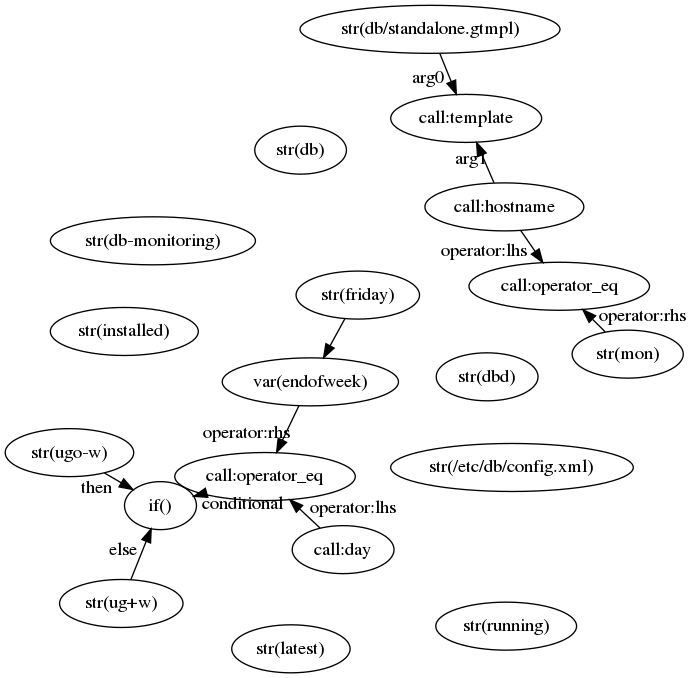 str(db/standalone.gtmpl)
arg0
call:template
str(db)
arg1
call:hostname
str(db-monitoring)
operator:lhs
call:operator_eq
str(friday)
operator:rhs
str(installed)
str(mon)
var(endofweek)
str(dbd)
operator:rhs
str(ugo-w)
str(/etc/db/config.xml)
call:operator_eq
then
if()
conditional
operator:lhs
else
call:day
str(ug+w)
str(running)
str(latest)